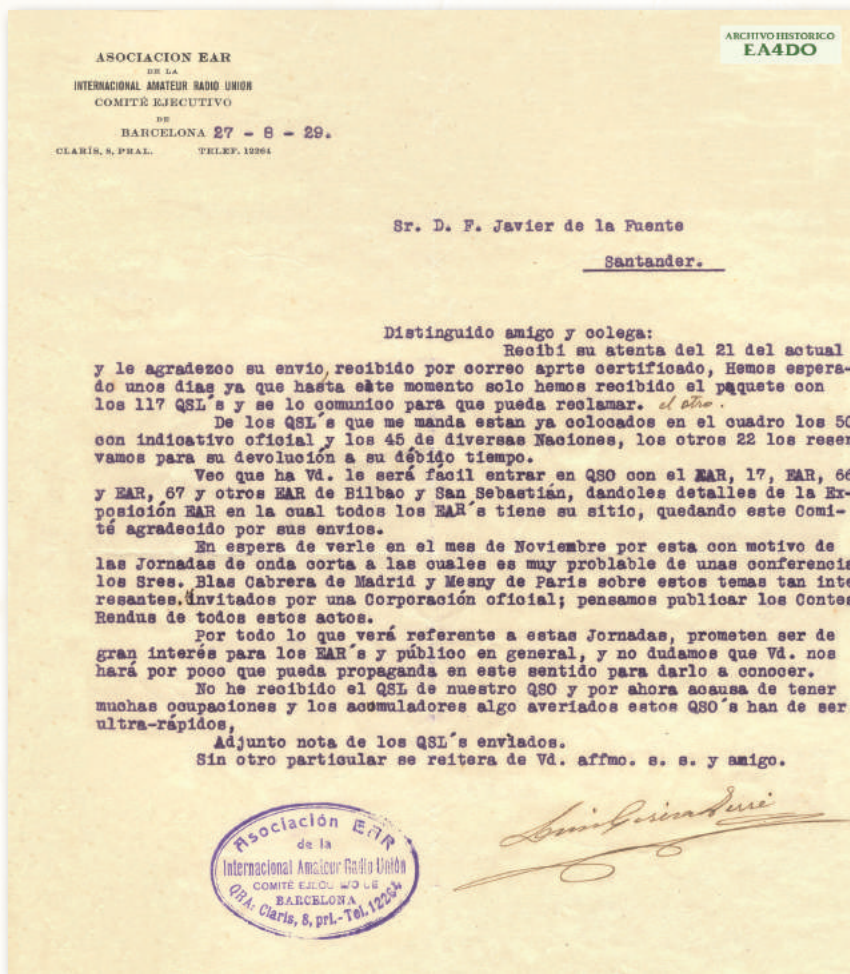 ARCHIVO HISTORICO
EA4DO
ASOCIACION EAR
DE LA
INTERNACIONAL AMATEUR RADIO UNION
COMITÉ EJECUTIVO
DE
BARCELONA 27 - 8 - 29.
CLARÍS, 8, PRAL. TELEF. 12264
Sr. D. F. Javier de la Fuente
Santander.
Distinguido amigo y colega:
Recibi su atenta del 21 del actual
y le agradezco su envio, recibido por correo aprte certificado, Hemos espera-
do unos dias ya que hasta este momento solo hemos recibido el paquete con
los 117 QSL´s y se lo comunico para que pueda reclamar. el otro.
De los QSL´s que me manda estan ya colocados en el cuadro los 50
con indicativo oficial y los 45 de diversas Naciones, los otros 22 los reser
vamos para su devolución a su débido tiempo.
Veo que ha Vd. le será fácil entrar en QSO con el EAR, 17, EAR, 66
y EAR, 67 y otros EAR de Bilbao y San Sebastián, dandoles detalles de la Ex-
posición EAR en la cual todos los EAR´s tiene su sitio, quedando este Comi-
té agradecido por sus envios.
En espera de verle en el mes de Noviembre por esta con motivo de
las Jornadas de onda corta a las cuales es muy problable de unas conferencia
los Sres. Blas Cabrera de Madrid y Mesny de Paris sobre estos temas tan inte
resantes. invitados por una Corporación oficial; pensamos publicar los Contes
Rendus de todos estos actos.
Por todo lo que verá referente a estas Jornadas, prometen ser de
gran interés para los EAR´s y público en general, y no dudamos que Vd. nos
hará por poco que pueda propaganda en este sentido para darlo a conocer.
No he recibido el QSL de nuestro QSO y por ahora acausa de tener
muchas ocupaciones y los acumuladores algo averiados estos QSO´s han de ser
ultra-rápidos,
Adjunto nota de los QSL´s enviados.
Sin otro particular se reitera de Vd. affmo. s. s. y amigo.
Asociación EAR
de la
Internacional Amateur Radio Unión
COMITÉ EJECUTIVO DE
BARCELONA
QRA: Claris, 8, prl.-Tel. 12264